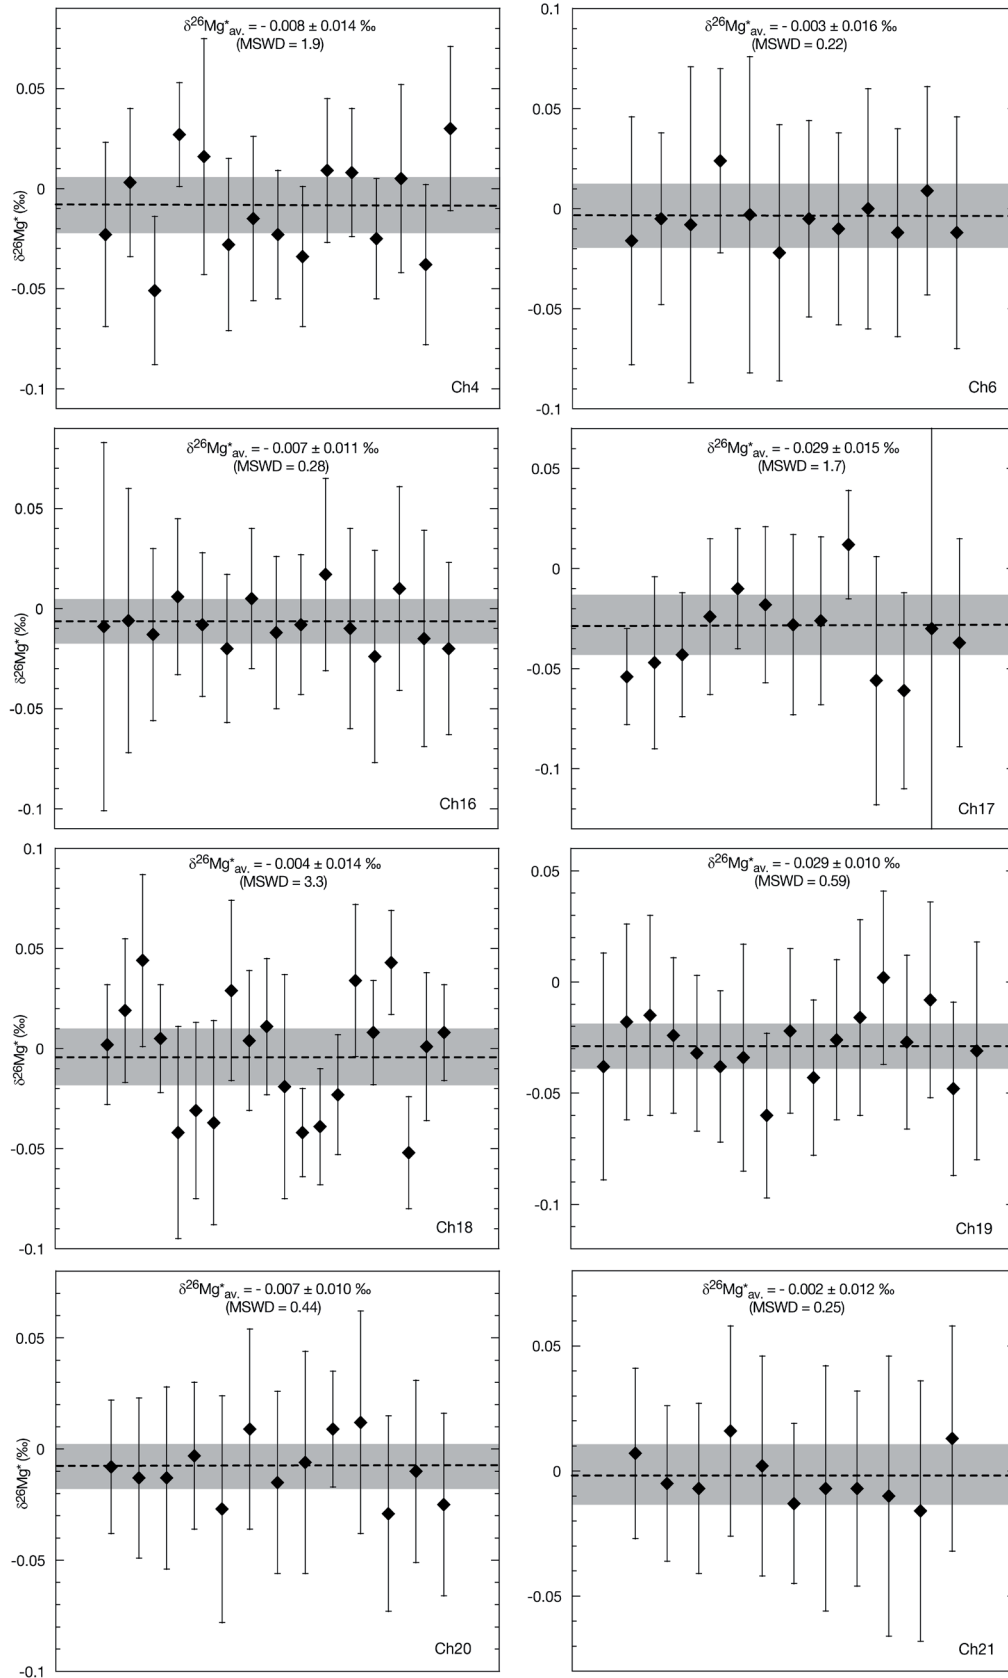 δ26Mg*av. = - 0.008 ± 0.014 ‰
(MSWD = 1.9)
0.05
0
-0.05
-0.1
δ26Mg* (‰)
Ch4
δ26Mg*av. = - 0.003 ± 0.016 ‰
(MSWD = 0.22)
0.1
0.05
0
-0.05
-0.1
Ch6
δ26Mg*av. = - 0.007 ± 0.011 ‰
(MSWD = 0.28)
0.05
0
-0.05
-0.1
δ26Mg* (‰)
Ch16
δ26Mg*av. = - 0.029 ± 0.015 ‰
(MSWD = 1.7)
0.05
0
-0.05
-0.1
Ch17
δ26Mg*av. = - 0.004 ± 0.014 ‰
(MSWD = 3.3)
0.1
0.05
0
-0.05
-0.1
δ26Mg* (‰)
Ch18
δ26Mg*av. = - 0.029 ± 0.010 ‰
(MSWD = 0.59)
0.05
0
-0.05
-0.1
Ch19
δ26Mg*av. = - 0.007 ± 0.010 ‰
(MSWD = 0.44)
0.05
0
-0.05
-0.1
δ26Mg* (‰)
Ch20
δ26Mg*av. = - 0.002 ± 0.012 ‰
(MSWD = 0.25)
0.05
0
-0.05
Ch21